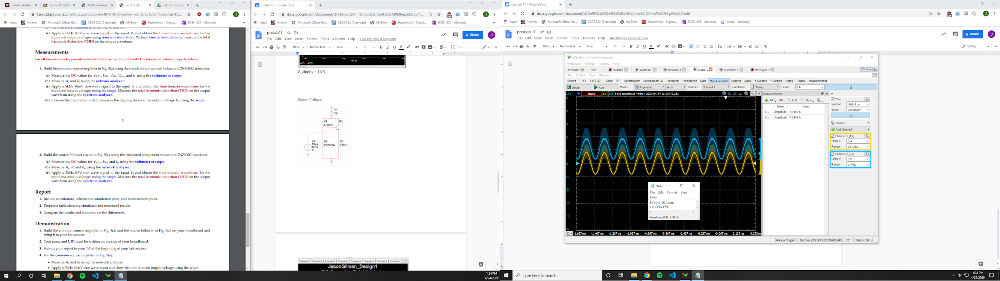 Central Authen
Lab – 20 SPRIN
MultiSim-Analo
Lab11.pdf
Lab 11 - Googl
tamu.blackboard.com/bbcswebdav/pid-6487518-dt-content-rid-57276790_1/courses/EC...
Apps
Howdy
Microsoft Office Ho...
CSCE 222 (5 unread)
MyBlinn
Homework - Signal...
ECEN 325 - Mandela
(c) Apply a 5kHz 0.8V sine wave signal to the input Vi and obtain the time-domain waveforms for the
input and output voltages using transient simulation. Perform Fourier simulation to measure the total
harmonic distortion (THD) on the output waveform.
Measurements
For all measurements, provide screenshots showing the plots with the measured values properly labeled.
1. Build the common-source amplifier in Fig. 3(a) using the simulated component values and 2N7000G transistor.
(a) Measure the DC values for VRG2, VRS, VRD, Vo,dc and IC using the voltmeter or scope.
(b) Measure Av and Ri using the network analyzer.
(c) Apply a 5kHz 40mV sine wave signal to the input Vi and obtain the time-domain waveforms for the
input and output voltages using the scope. Measure the total harmonic distortion (THD) on the output
waveform using the spectrum analyzer.
(d) Increase the input amplitude to measure the clipping levels at the output voltage Vo using the scope.
5
2. Build the source follower circuit in Fig. 5(a) using the simulated component values and 2N7000G transistor.
(a) Measure the DC values for VRG2, VRS and ID using the voltmeter or scope.
(b) Measure Av, Ri and Ro using the network analyzer.
(c) Apply a 5kHz 0.8V sine wave signal to the input Vi and obtain the time-domain waveforms for the
input and output voltages using the scope. Measure the total harmonic distortion (THD) on the output
waveform using the spectrum analyzer.
Report
1. Include calculations, schematics, simulation plots, and measurement plots.
2. Prepare a table showing simulated and measured results.
3. Compare the results and comment on the differences.
Demonstration
1. Build the common-source amplifier in Fig. 3(a) and the source follower in Fig. 5(a) on your breadboard and
bring it to your lab session.
2. Your name and UIN must be written on the side of your breadboard.
3. Submit your report to your TA at the beginning of your lab session.
4. For the common-source amplifier in Fig. 3(a):
• Measure Av and Ri using the network analyzer.
• Apply a 5kHz 40mV sine wave input and show the time-domain output voltage using the scope.
prelab11 - Google Docs
docs.google.com/document/d/133vwoQ0P_1Dtj5BLBQ_flo9kUcSiMPh8egzKKO63iP...
Apps
Howdy
Microsoft Office Ho...
CSCE 222 (5 unread)
MyBlinn
Homework - Signal...
ECEN 325 - Mandela
prelab11
File Edit View Insert Format Tools Add-ons Help Last edit was 4 days ago
Share
J
100% Normal text Arial 11
Time (s)
V_clipping = 1.5 V
Source Follower
V1
5V
R1
47000Ω
M1
V2
1Vpk
1kHz
0°
R2
100000Ω
R3
510Ω
Transient Transient Transient Transient Transient Transient Transient Transient
JasonGilman_Design1
1:24 PM
4/24/2020
postlab 11 - Google Docs
docs.google.com/document/d/1eiPNQsM93wI55W2BdHAqKhdx6Z_QYh4WvDDFSgVOUC0/edit
Apps
Howdy
Microsoft Office Ho...
CSCE 222 (5 unread)
MyBlinn
Homework - Signal...
ECEN 325 - Mandela
Inbox - Workday
postlab 11
File Edit View Insert Format Tools Add-ons Help All changes saved in Drive
Share
J
100% Normal text Arial 11
Editing
WaveForms (new workspace)
Workspace Settings Window Help
Welcome Help Supplies Voltmeter Network 1 Scope 1 Spectrum 1 Wavegen 1
File Control View Window
Export +XY +XYZ 3D +Zoom FFT Spectrogram Spectrogram 3D Histogram Persistence Data Measurements Logging Audio X Cursors Y Cursors Notes Digital Measurements
Single Run Mode: Repeated Auto Source: Channel 1 Condition: Rising Level: 0 A
C2 V Done C1 C2 8192 samples at 4 MHz | 2020-04-24 13:23:45.233
Y
Measurements
Add Edit Show
Name Value
C1 Amplitude 7.8469 A
C1 Amplitude 7.8469 A
Time
Position: -666.8 us
Base: 200 us/div
Options
Add Channel
Channel 1 (1±)
Offset: 0 A
Range: 10 A/div
Channel 2 (2±)
Offset: 0 V
Range: 1 V/div
5
4
3
2
1
0
-1
-2
-3
-4
-5
X -1.667 ms -1.467 ms -1.267 ms -1.067 ms -0.867 ms -0.667 ms -0.467 ms -0.267 ms -0.067 ms 0.133 ms 0.333 ms
*Un...
File Edit Format View
Help
Jason Gilman
126006979
Windows (CR UTF-8
Manual Trigger Discovery2NI SN:210321ABE64D Status: OK
Type here to search
1:24 PM
4/24/2020